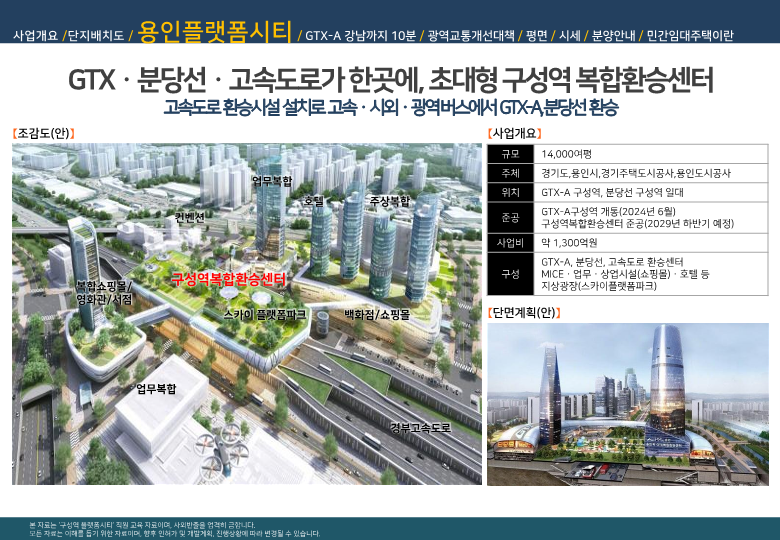 사업개요 / 단지배치도 / 용인플랫폼시티 / GTX-A 강남까지 10분 / 광역교통개선대책 / 평면 / 시세 / 분양안내 / 민간임대주택이란
GTX · 분당선 · 고속도로가 한곳에, 초대형 구성역 복합환승센터
고속도로 환승시설 설치로 고속 · 시외 · 광역버스에서 GTX-A,분당선 환승
【조감도(안)】
업무복합
호텔
주상복합
컨벤션
구성역복합환승센터
복합쇼핑몰/
영화관/서점
스카이 플랫폼파크
백화점/쇼핑몰
업무복합
경부고속도로
【사업개요】
규모 14,000여평
주체 경기도,용인시,경기주택도시공사,용인도시공사
위치 GTX-A 구성역, 분당선 구성역 일대
준공 GTX-A구성역 개통(2024년 6월)
구성역복합환승센터 준공(2029년 하반기 예정)
사업비 약 1,300억원
구성 GTX-A, 분당선, 고속도로 환승센터
MICE · 업무 · 상업시설(쇼핑몰) · 호텔 등
지상광장(스카이플랫폼파크)
【단면계획(안)】
본 자료는 '구성역 플랫폼시티' 직원 교육 자료이며, 사외반출을 엄격히 금합니다.
모든 자료는 이해를 돕기 위한 자료이며, 향후 인허가 및 개발계획, 진행상황에 따라 변경될 수 있습니다.